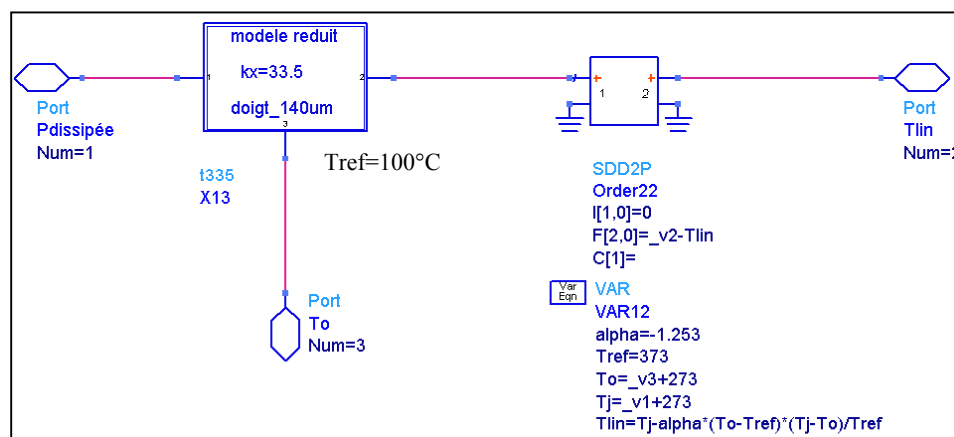 modele reduit
kx=33.5
doigt_140um
1
2
3
Port
Pdissipée
Num=1
t335
X13
Tref=100°C
Port
To
Num=3
1
2
SDD2P
Order22
I[1,0]=0
F[2,0]=_v2-Tlin
C[1]=
Port
Tlin
Num=2
Var
Eqn
VAR
VAR12
alpha=-1.253
Tref=373
To=_v3+273
Tj=_v1+273
Tlin=Tj-alpha*(To-Tref)*(Tj-To)/Tref